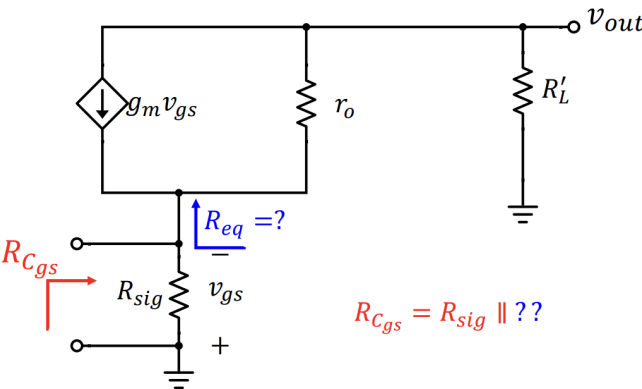 v_out
g_m v_gs
r_o
R'_L
R_eq =?
R_Cgs
−
R_sig
v_gs
R_Cgs = R_sig ∥ ??
+